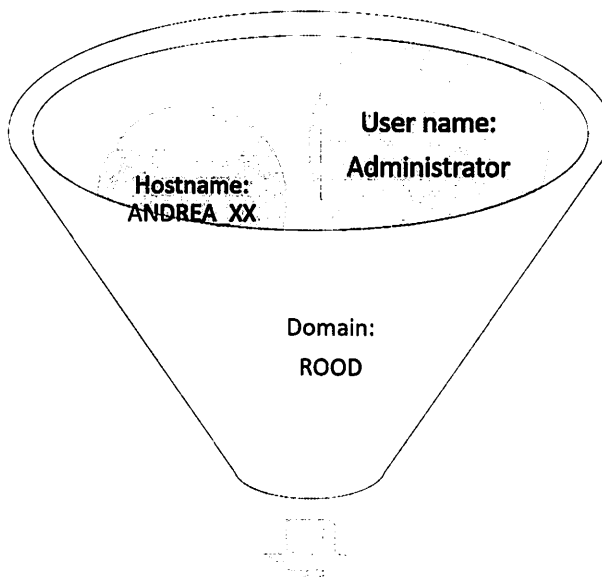 User name:
Administrator
Hostname:
ANDREA_XX
Domain:
ROOD